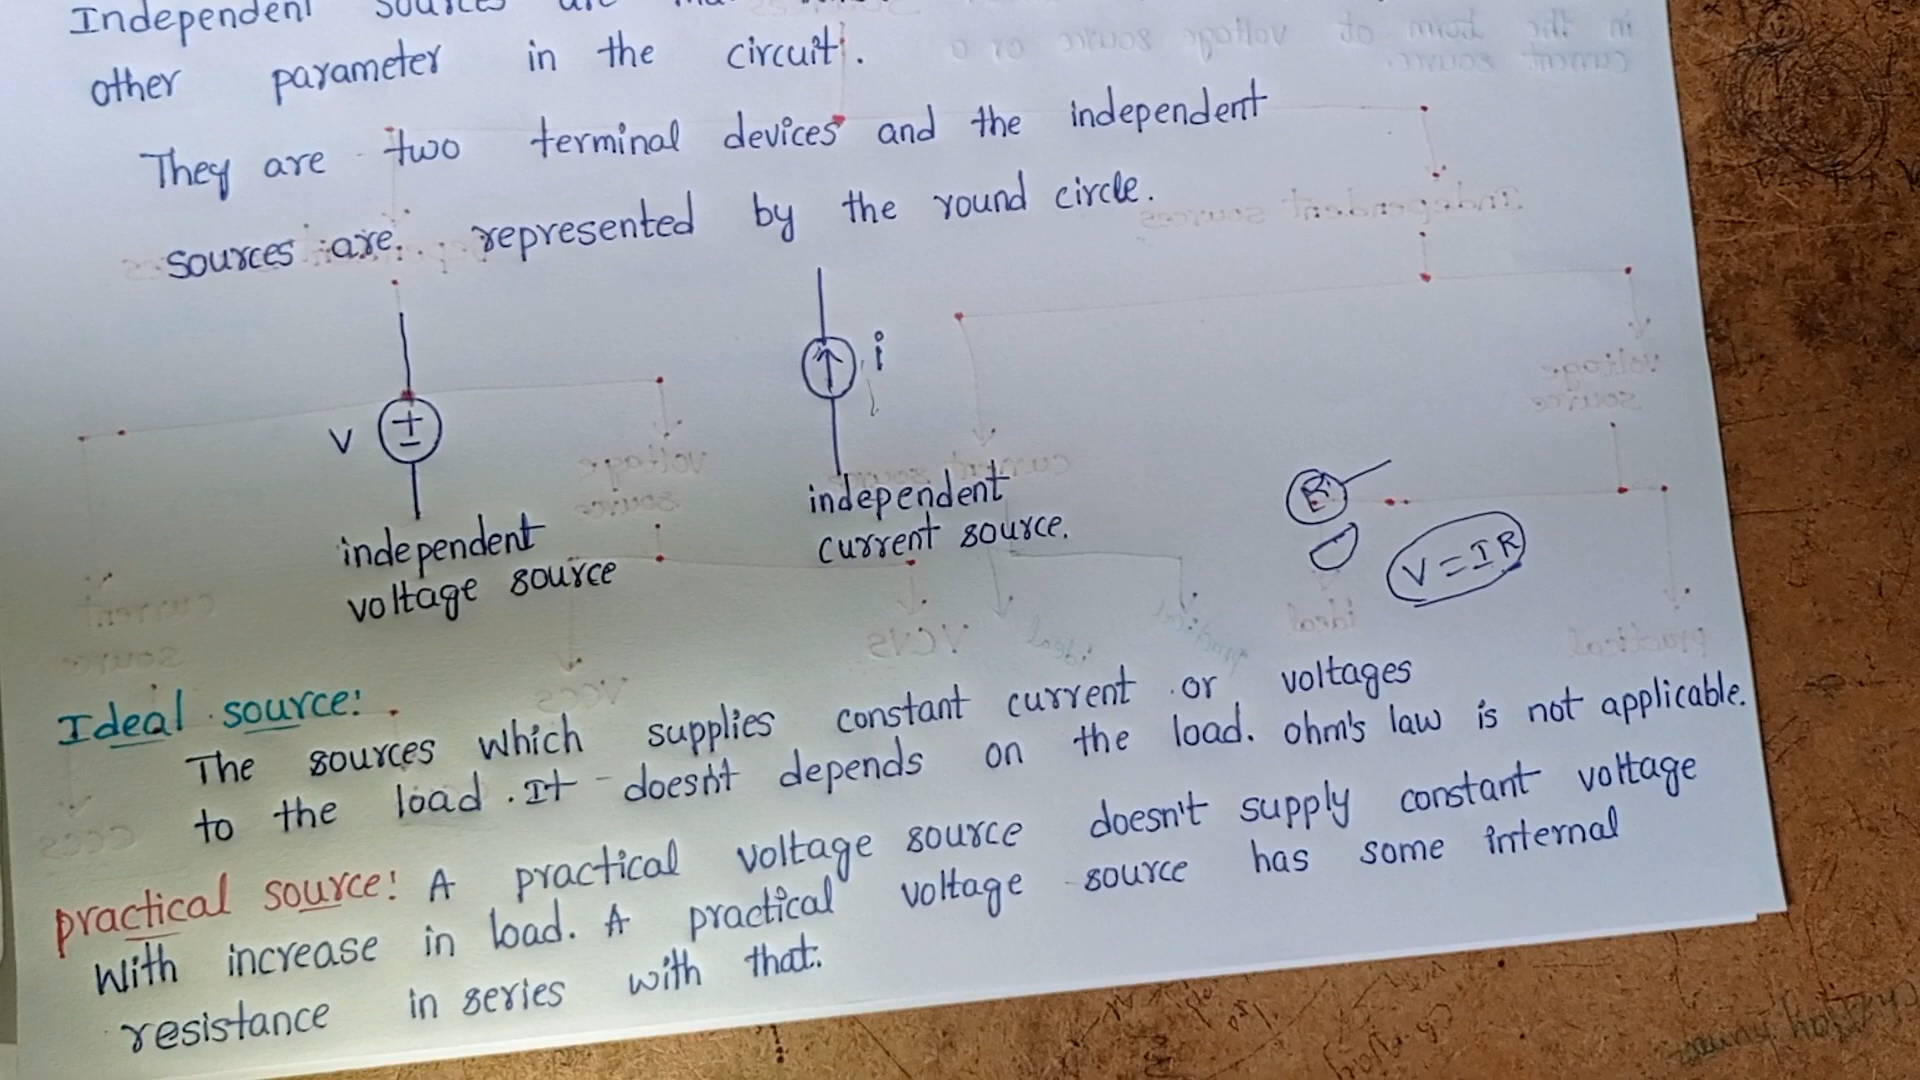 Independent sources are
other parameter in the circuit.
They are two terminal devices and the independent
sources are represented by the round circle.
V + -
i
independent
voltage source
independent
current source.
R
V = IR
Ideal source:
The sources which supplies constant current or voltages
to the load. It doesn't depends on the load. ohm's law is not applicable.
practical source: A practical voltage source doesn't supply constant voltage
With increase in load. A practical voltage source has some internal
resistance in series with that.